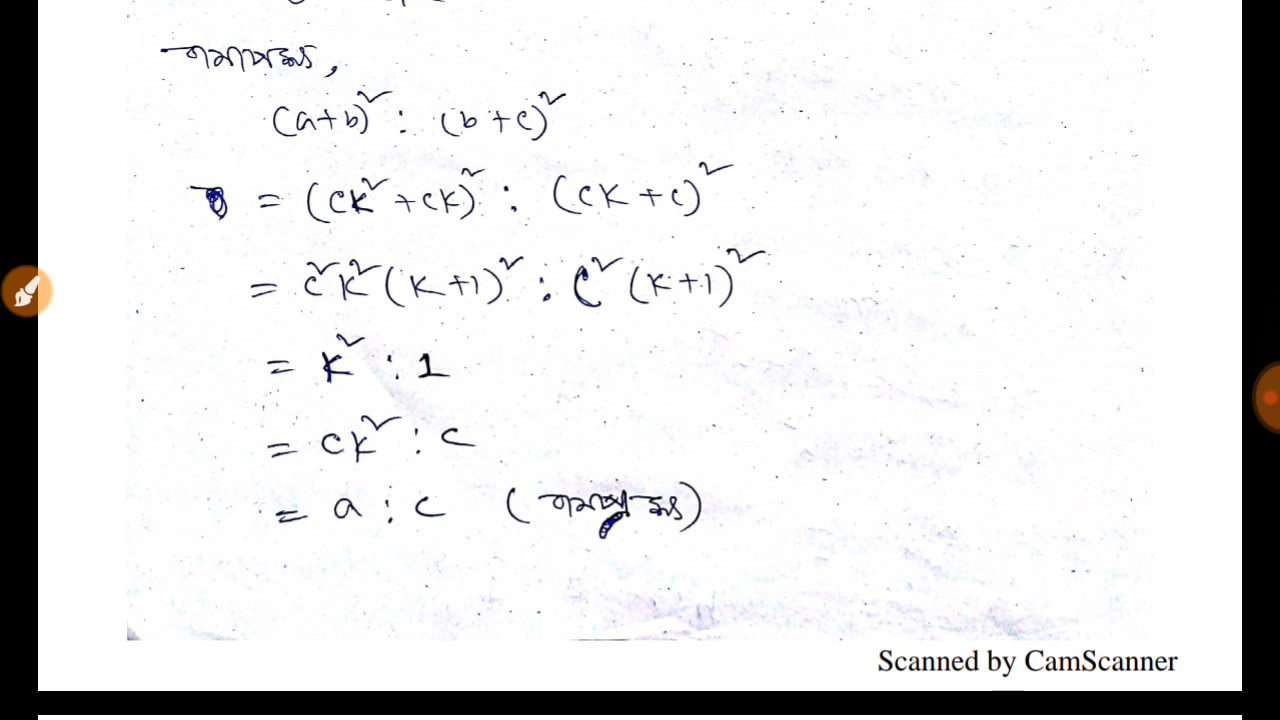 বামপক্ষ,
(a+b)² : (b+c)²
= (ck²+ck)² : (ck+c)²
= c²k²(k+1)² : c²(k+1)²
= k² : 1
= ck² : c
= a : c (বামপক্ষ)
Scanned by CamScanner